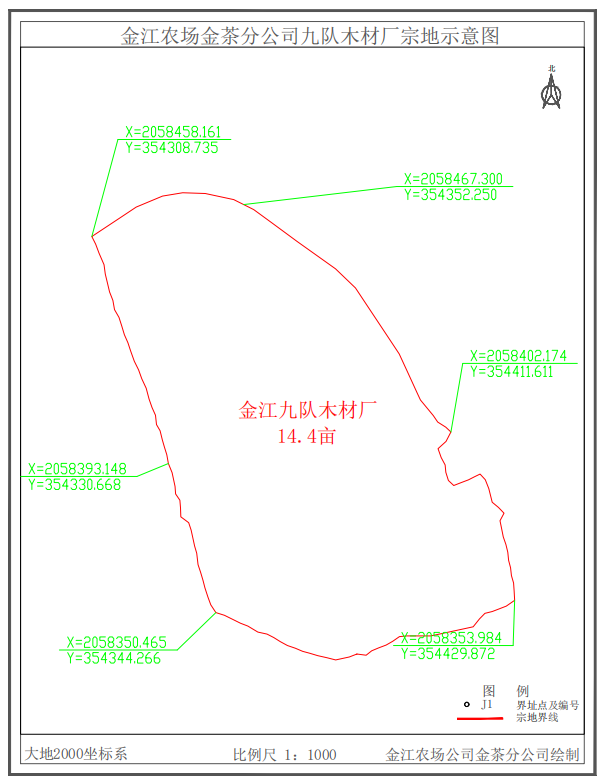 金江农场金茶分公司九队木材厂宗地示意图
北
X=2058458.161
Y=354308.735
X=2058467.300
Y=354352.250
X=2058402.174
Y=354411.611
金江九队木材厂
14.4亩
X=2058393.148
Y=354330.668
X=2058350.465
Y=354344.266
X=2058353.984
Y=354429.872
图 例
J1 界址点及编号
宗地界线
大地2000坐标系 比例尺 1：1000 金江农场公司金茶分公司绘制